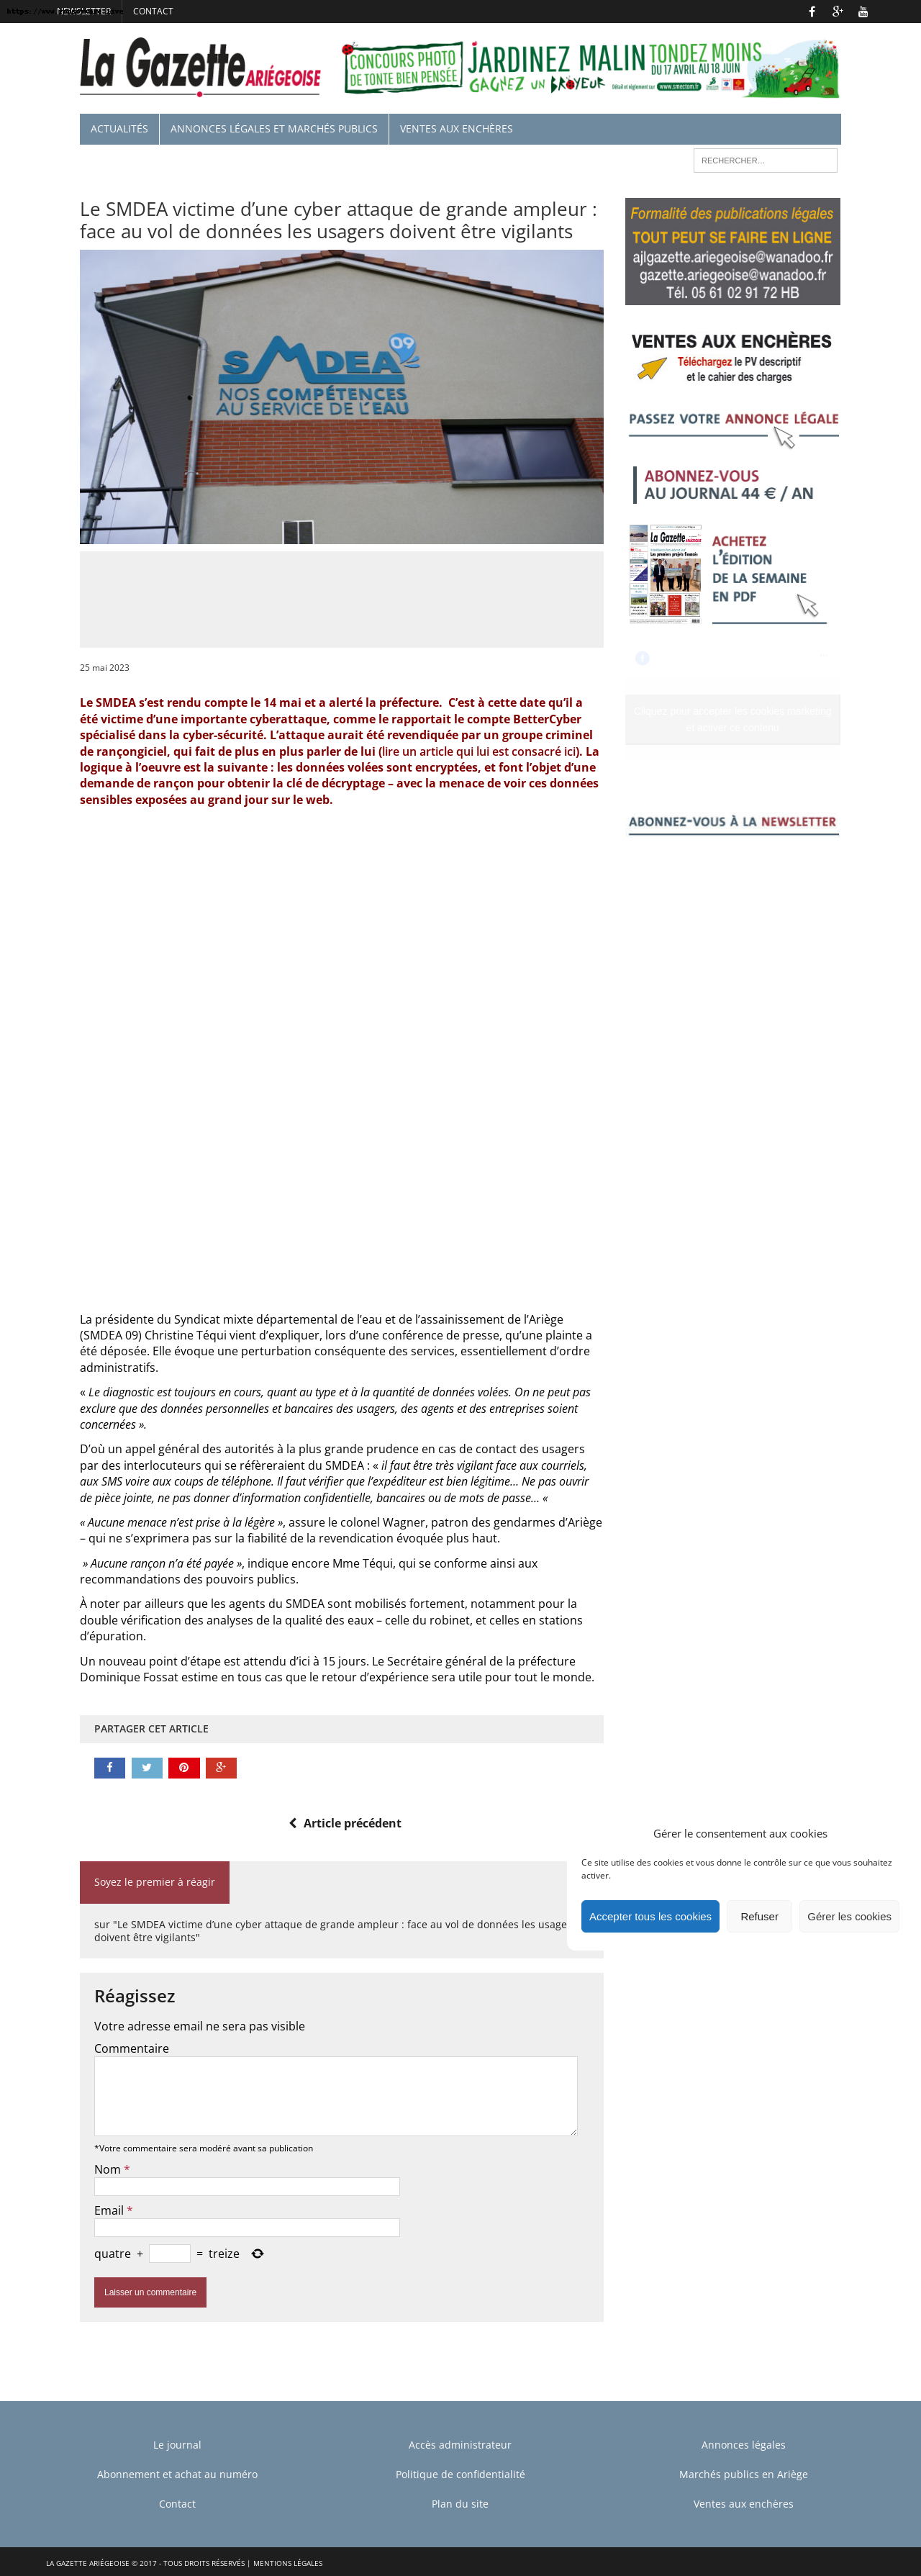 NEWSLETTER
CONTACT
La Gazette ARIÉGEOISE
CONCOURS PHOTO DE TONTE BIEN PENSÉE
JARDINEZ MALIN TONDEZ MOINS
GAGNEZ UN BROYEUR
DU 17 AVRIL AU 18 JUIN
Détail et règlement sur www.smectom.fr
ACTUALITÉS
ANNONCES LÉGALES ET MARCHÉS PUBLICS
VENTES AUX ENCHÈRES
RECHERCHER…
Le SMDEA victime d’une cyber attaque de grande ampleur :
face au vol de données les usagers doivent être vigilants
SMDEA 09
NOS COMPÉTENCES
AU SERVICE DE L'EAU
25 mai 2023
Le SMDEA s’est rendu compte le 14 mai et a alerté la préfecture.  C’est à cette date qu’il a
été victime d’une importante cyberattaque, comme le rapportait le compte BetterCyber
spécialisé dans la cyber-sécurité. L’attaque aurait été revendiquée par un groupe criminel
de rançongiciel, qui fait de plus en plus parler de lui (lire un article qui lui est consacré ici). La
logique à l’oeuvre est la suivante : les données volées sont encryptées, et font l’objet d’une
demande de rançon pour obtenir la clé de décryptage – avec la menace de voir ces données
sensibles exposées au grand jour sur le web.
La présidente du Syndicat mixte départemental de l’eau et de l’assainissement de l’Ariège
(SMDEA 09) Christine Téqui vient d’expliquer, lors d’une conférence de presse, qu’une plainte a
été déposée. Elle évoque une perturbation conséquente des services, essentiellement d’ordre
administratifs.
« Le diagnostic est toujours en cours, quant au type et à la quantité de données volées. On ne peut pas
exclure que des données personnelles et bancaires des usagers, des agents et des entreprises soient
concernées ».
D’où un appel général des autorités à la plus grande prudence en cas de contact des usagers
par des interlocuteurs qui se réfèreraient du SMDEA : « il faut être très vigilant face aux courriels,
aux SMS voire aux coups de téléphone. Il faut vérifier que l’expéditeur est bien légitime… Ne pas ouvrir
de pièce jointe, ne pas donner d’information confidentielle, bancaires ou de mots de passe… «
« Aucune menace n’est prise à la légère », assure le colonel Wagner, patron des gendarmes d’Ariège
– qui ne s’exprimera pas sur la fiabilité de la revendication évoquée plus haut.
» Aucune rançon n’a été payée », indique encore Mme Téqui, qui se conforme ainsi aux
recommandations des pouvoirs publics.
À noter par ailleurs que les agents du SMDEA sont mobilisés fortement, notamment pour la
double vérification des analyses de la qualité des eaux – celle du robinet, et celles en stations
d’épuration.
Un nouveau point d’étape est attendu d’ici à 15 jours. Le Secrétaire général de la préfecture
Dominique Fossat estime en tous cas que le retour d’expérience sera utile pour tout le monde.
PARTAGER CET ARTICLE
Article précédent
Soyez le premier à réagir
sur "Le SMDEA victime d’une cyber attaque de grande ampleur : face au vol de données les usage
doivent être vigilants"
Réagissez
Votre adresse email ne sera pas visible
Commentaire
*Votre commentaire sera modéré avant sa publication
Nom *
Email *
quatre + = treize
Laisser un commentaire
Formalité des publications légales
TOUT PEUT SE FAIRE EN LIGNE
ajlgazette.ariegeoise@wanadoo.fr
gazette.ariegeoise@wanadoo.fr
Tél. 05 61 02 91 72 HB
VENTES AUX ENCHÈRES
Téléchargez le PV descriptif
et le cahier des charges
PASSEZ VOTRE ANNONCE LÉGALE
ABONNEZ-VOUS
AU JOURNAL 44 € / AN
La Gazette
ACHETEZ
L'ÉDITION
DE LA SEMAINE
EN PDF
ABONNEZ-VOUS À LA NEWSLETTER
Gérer le consentement aux cookies
Ce site utilise des cookies et vous donne le contrôle sur ce que vous souhaitez
activer.
Accepter tous les cookies
Refuser
Gérer les cookies
Le journal
Accès administrateur
Annonces légales
Abonnement et achat au numéro
Politique de confidentialité
Marchés publics en Ariège
Contact
Plan du site
Ventes aux enchères
LA GAZETTE ARIÉGEOISE © 2017 - TOUS DROITS RÉSERVÉS | MENTIONS LÉGALES